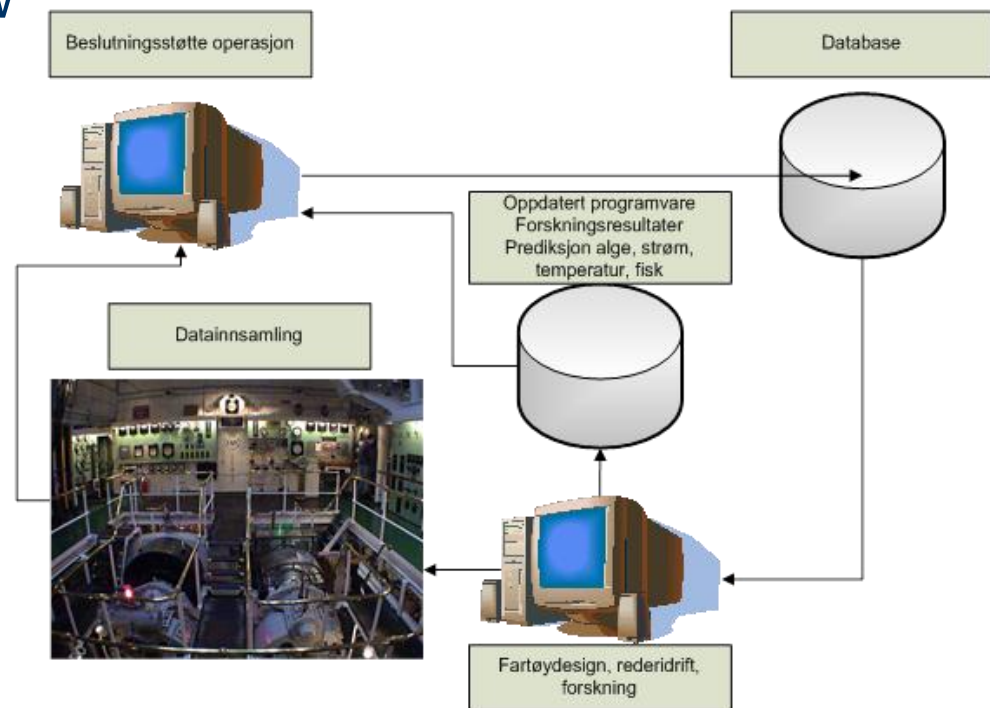 Beslutningsstøtte operasjon
Database
Oppdatert programvare
Forskningsresultater
Prediksjon alge, strøm,
temperatur, fisk
Datainnsamling
Fartøydesign, rederidrift,
forskning